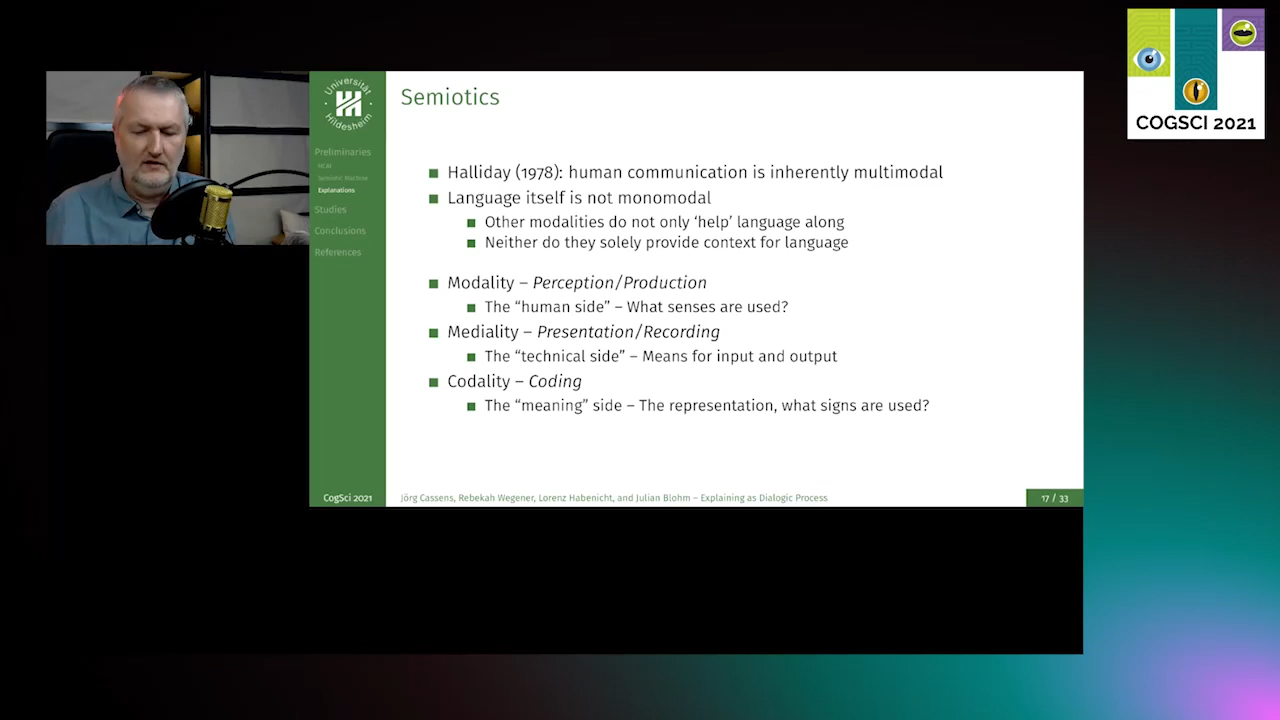 COGSCI 2021
Universität
Hildesheim
Preliminaries
HCAI
Semiotic Machine
Explanations
Studies
Conclusions
References
CogSci 2021
Semiotics
Halliday (1978): human communication is inherently multimodal
Language itself is not monomodal
Other modalities do not only ‘help’ language along
Neither do they solely provide context for language
Modality – Perception/Production
The “human side” – What senses are used?
Mediality – Presentation/Recording
The “technical side” – Means for input and output
Codality – Coding
The “meaning” side – The representation, what signs are used?
Jörg Cassens, Rebekah Wegener, Lorenz Habenicht, and Julian Blohm – Explaining as Dialogic Process
17 / 33